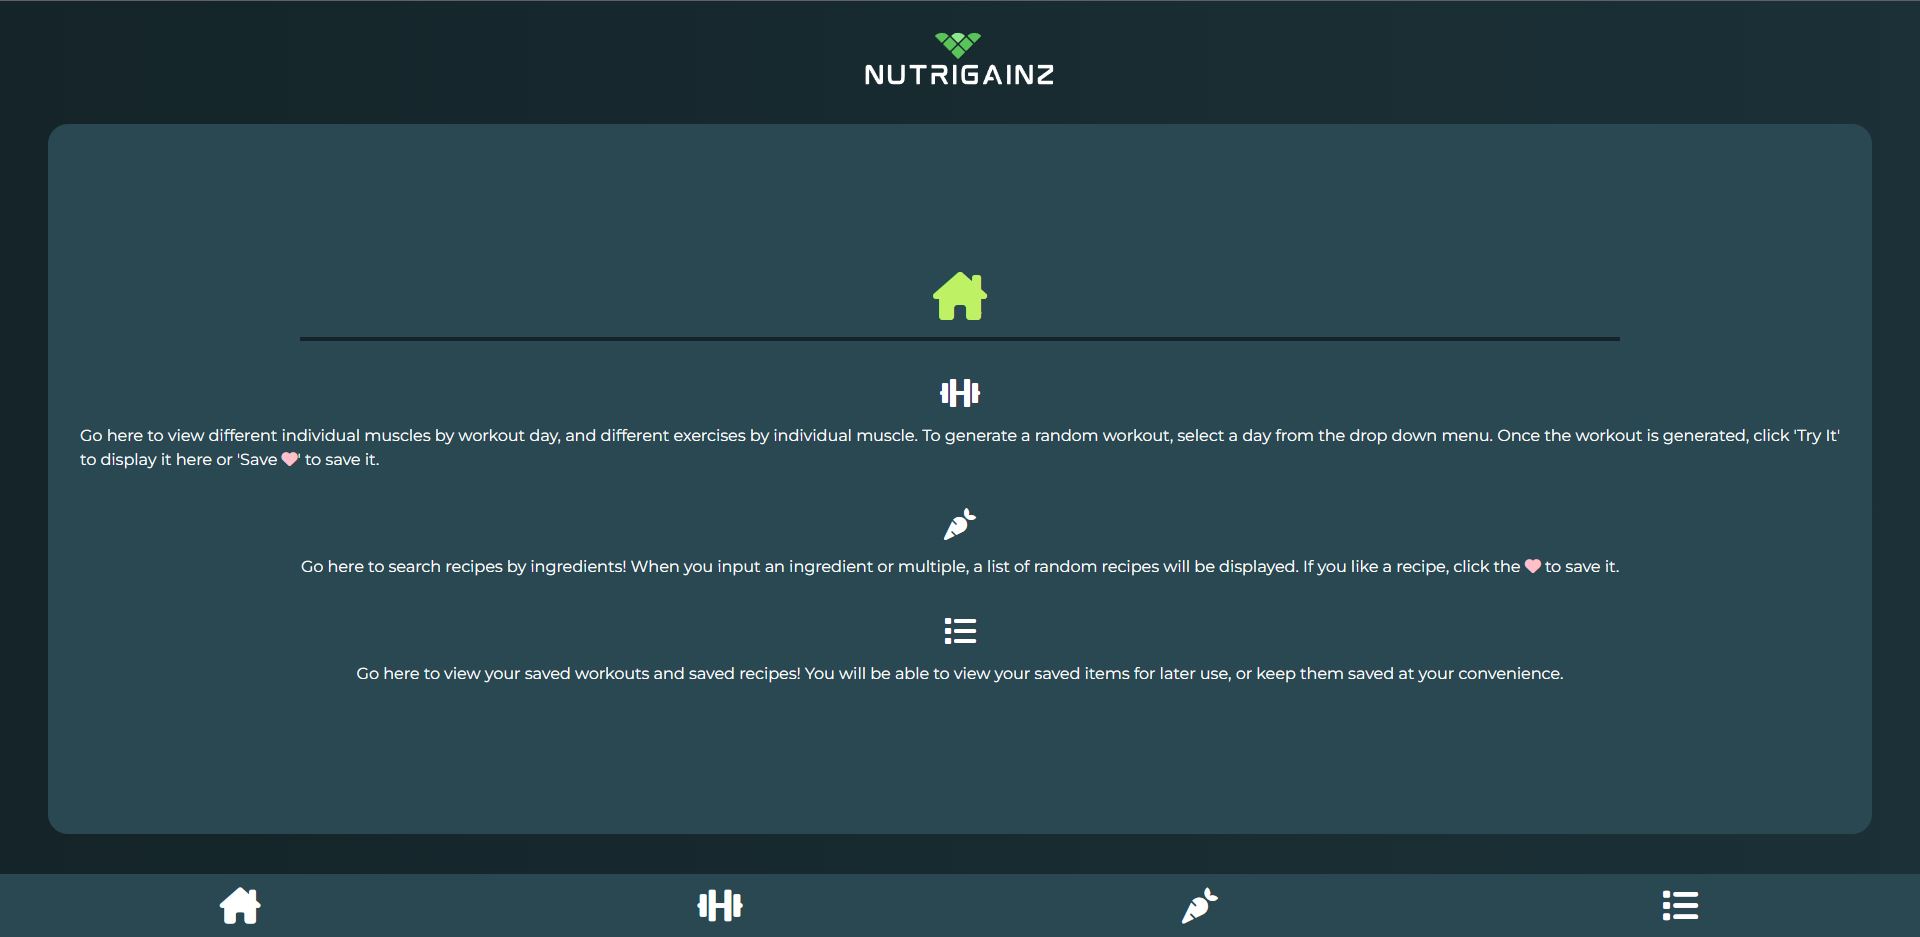 NUTRIGAINZ
Go here to view different individual muscles by workout day, and different exercises by individual muscle. To generate a random workout, select a day from the drop down menu. Once the workout is generated, click 'Try It'
to display it here or 'Save ' to save it.
Go here to search recipes by ingredients! When you input an ingredient or multiple, a list of random recipes will be displayed. If you like a recipe, click the to save it.
Go here to view your saved workouts and saved recipes! You will be able to view your saved items for later use, or keep them saved at your convenience.